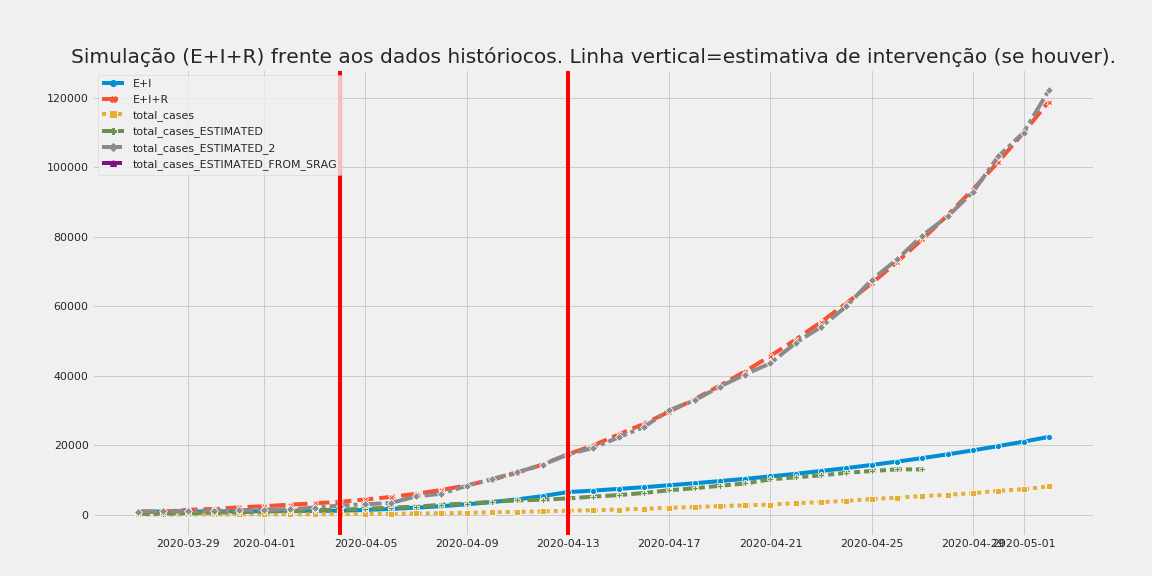 Simulação (E+I+R) frente aos dados históriocos. Linha vertical=estimativa de intervenção (se houver).
E+I
E+I+R
total_cases
total_cases_ESTIMATED
total_cases_ESTIMATED_2
total_cases_ESTIMATED_FROM_SRAG
120000
100000
80000
60000
40000
20000
0
2020-03-29 2020-04-01 2020-04-05 2020-04-09 2020-04-13 2020-04-17 2020-04-21 2020-04-25 2020-04-29 2020-05-01